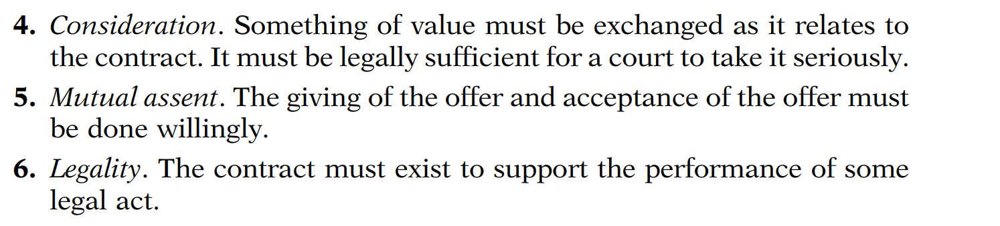 4. Consideration. Something of value must be exchanged as it relates to
the contract. It must be legally sufficient for a court to take it seriously.
5. Mutual assent. The giving of the offer and acceptance of the offer must
be done willingly.
6. Legality. The contract must exist to support the performance of some
legal act.